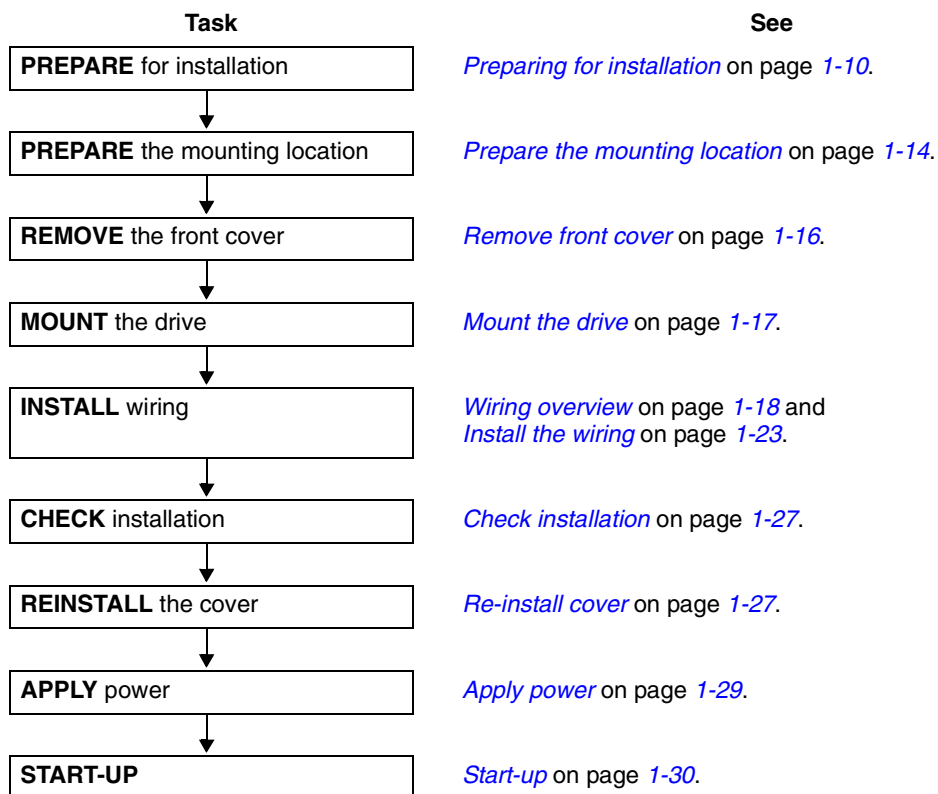 Task See
PREPARE for installation Preparing for installation on page 1-10.
PREPARE the mounting location Prepare the mounting location on page 1-14.
REMOVE the front cover Remove front cover on page 1-16.
MOUNT the drive Mount the drive on page 1-17.
INSTALL wiring Wiring overview on page 1-18 and
Install the wiring on page 1-23.
CHECK installation Check installation on page 1-27.
REINSTALL the cover Re-install cover on page 1-27.
APPLY power Apply power on page 1-29.
START-UP Start-up on page 1-30.